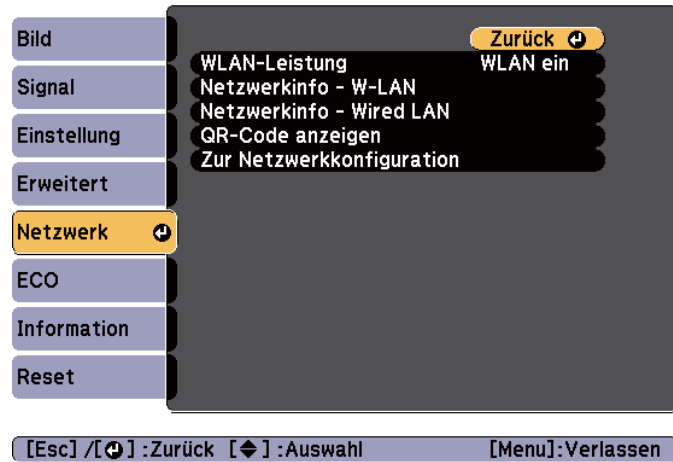 Bild
Signal
Einstellung
Erweitert
Netzwerk
ECO
Information
Reset
Zurück
WLAN-Leistung WLAN ein
Netzwerkinfo - W-LAN
Netzwerkinfo - Wired LAN
QR-Code anzeigen
Zur Netzwerkkonfiguration
[Esc] /[⏎] :Zurück [◆] :Auswahl [Menu]:Verlassen